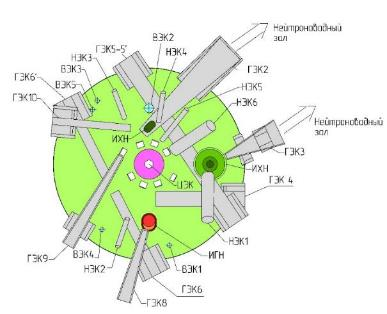 ВЭК2
Нейтроноводный
зал
ГЭК5-5'
НЭК4
НЭК3
ГЭК2
ВЭК3
ГЭК6'
ВЭК5
НЭК5
НЭК6
ГЭК10
Нейтроноводный
зал
ИХН
ГЭК3
ИХН
ЦЭК
ГЭК 4
НЭК1
ГЭК9
ВЭК4
НЭК2
ИГН
ВЭК1
ГЭК6
ГЭК8